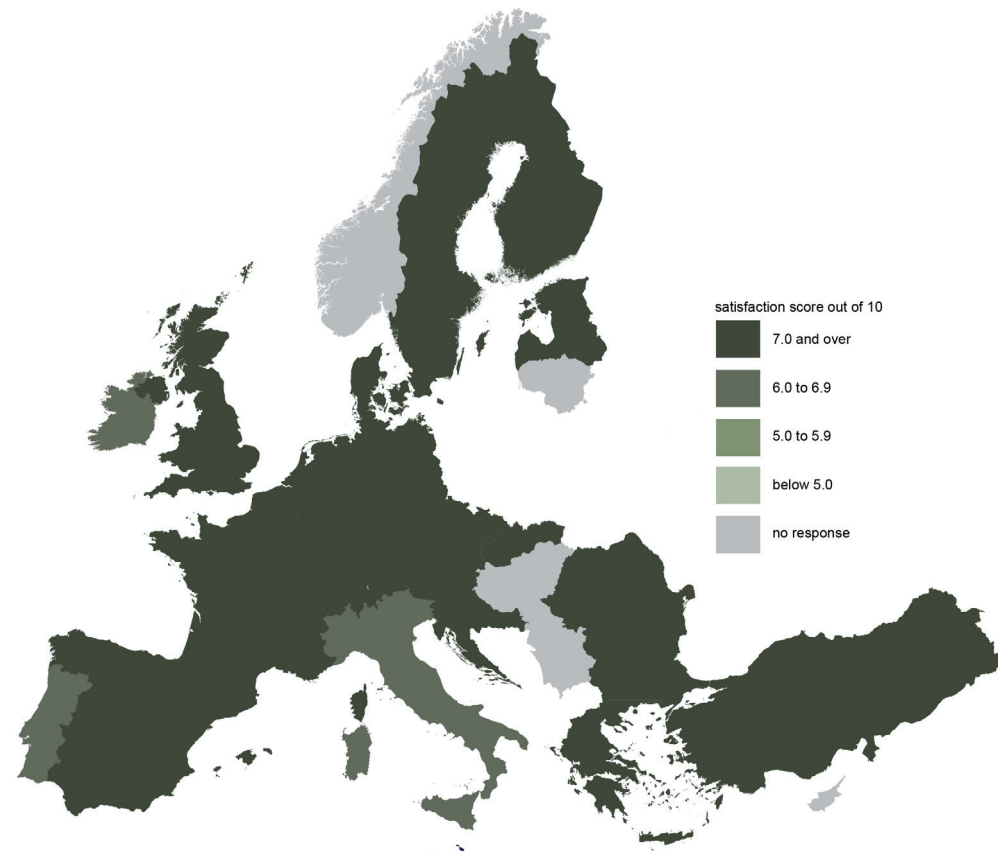 satisfaction score out of 10
7.0 and over
6.0 to 6.9
5.0 to 5.9
below 5.0
no response